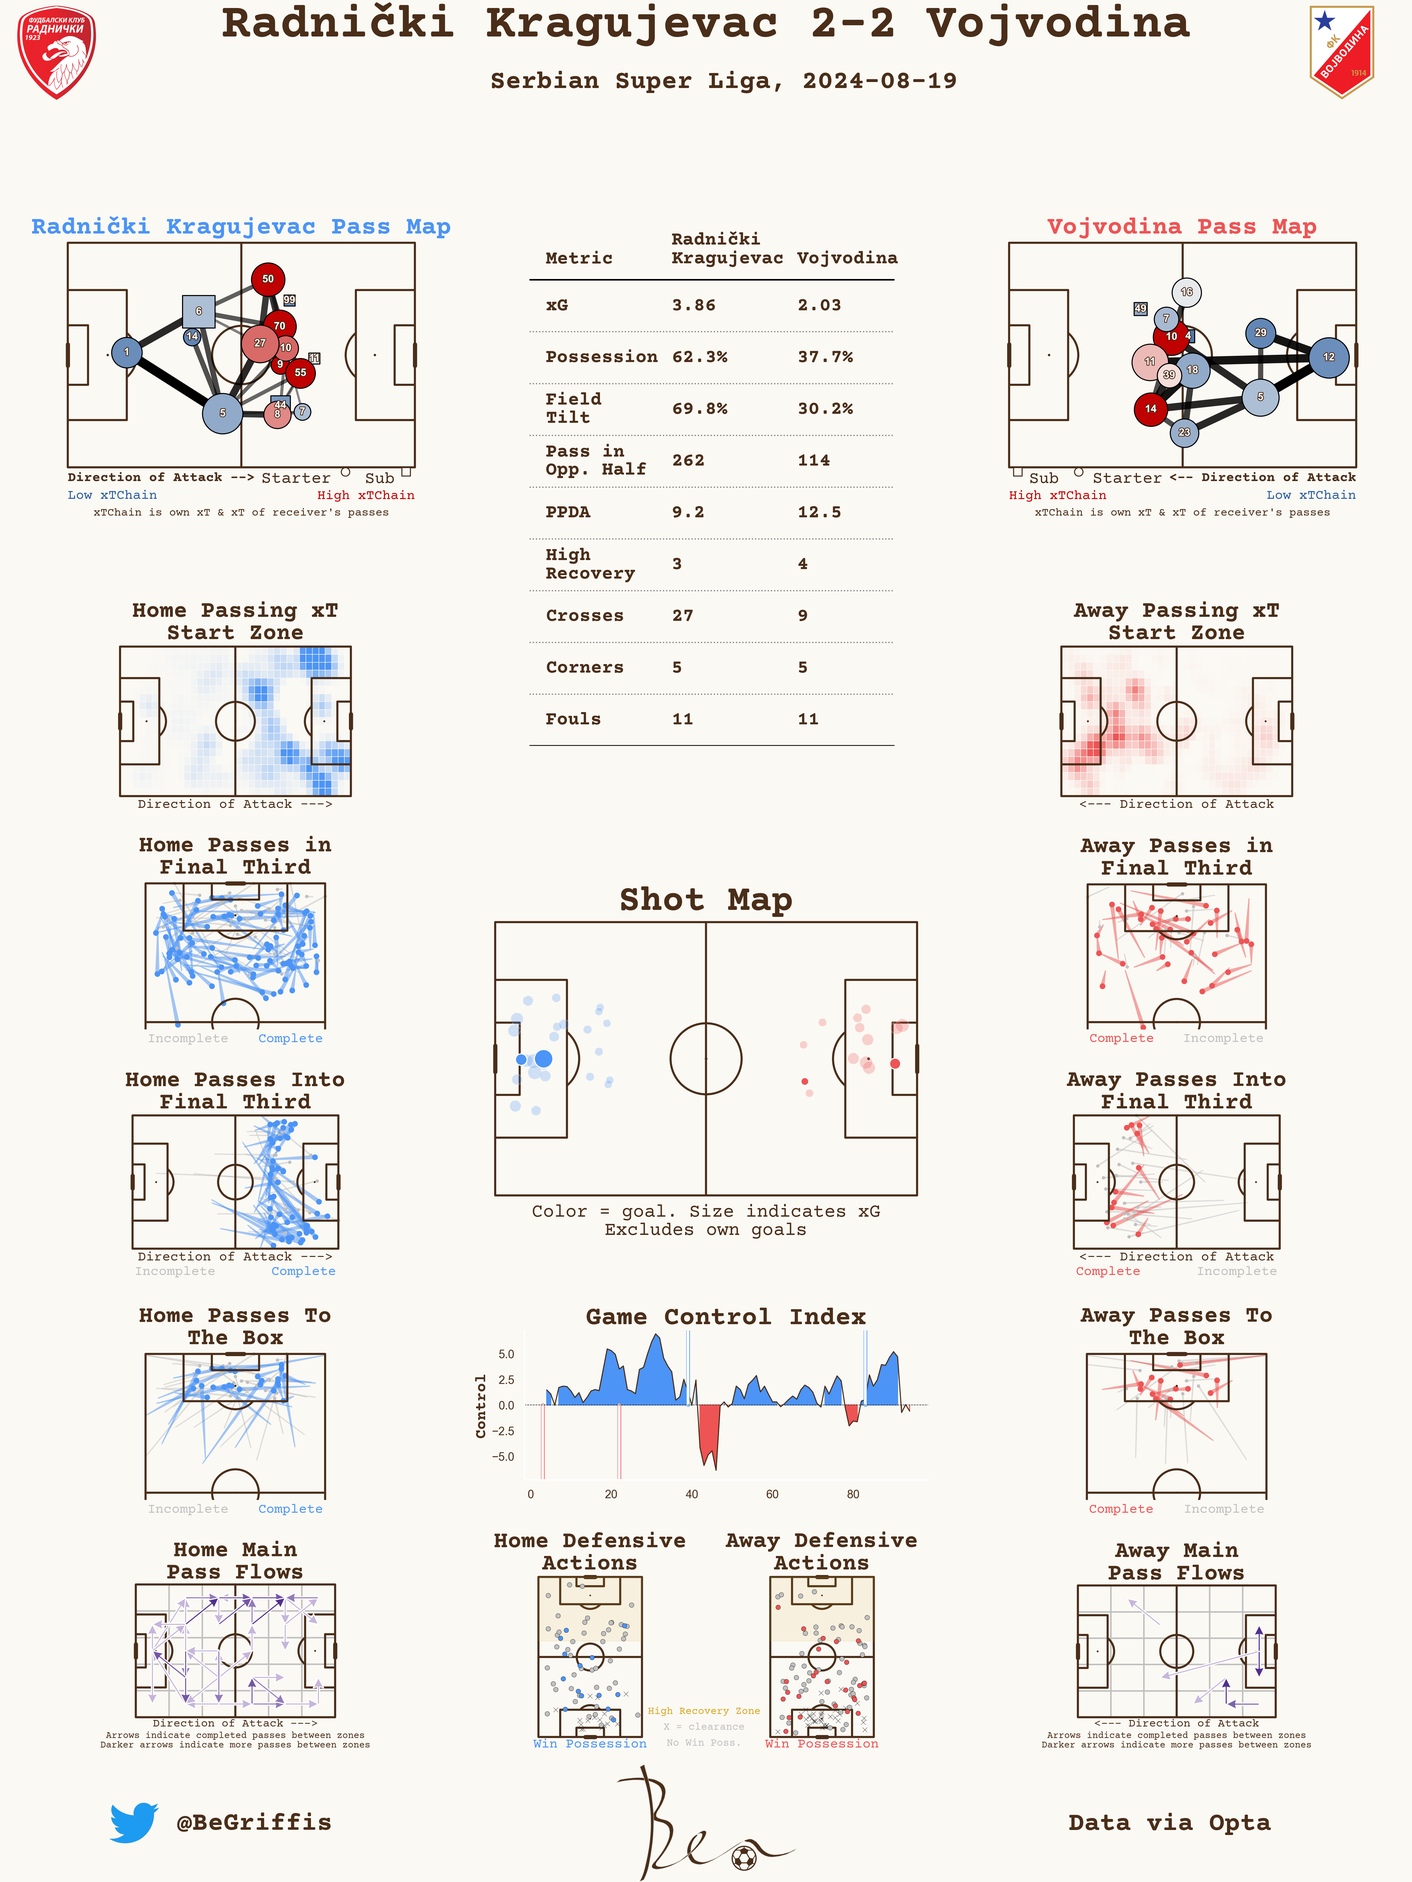 Radnički Kragujevac 2-2 Vojvodina
Serbian Super Liga, 2024-08-19
ФУДБАЛСКИ КЛУБ
РАДНИЧКИ
1923
ФК
ВОЈВОДИНА
1914
Radnički Kragujevac Pass Map
50
99
6
70
14
27
10
1
9
11
55
44
5
8
7
Direction of Attack --> Starter Sub
Low xTChain High xTChain
xTChain is own xT & xT of receiver's passes
Metric Radnički Kragujevac Vojvodina
xG 3.86 2.03
Possession 62.3% 37.7%
Field Tilt 69.8% 30.2%
Pass in Opp. Half 262 114
PPDA 9.2 12.5
High Recovery 3 4
Crosses 27 9
Corners 5 5
Fouls 11 11
Vojvodina Pass Map
16
49
7
10
4
29
12
11
39
18
5
14
23
Sub Starter <-- Direction of Attack
High xTChain Low xTChain
xTChain is own xT & xT of receiver's passes
Home Passing xT
Start Zone
Direction of Attack --->
Away Passing xT
Start Zone
<--- Direction of Attack
Home Passes in
Final Third
Incomplete Complete
Away Passes in
Final Third
Complete Incomplete
Shot Map
Color = goal. Size indicates xG
Excludes own goals
Home Passes Into
Final Third
Direction of Attack --->
Incomplete Complete
Away Passes Into
Final Third
<--- Direction of Attack
Complete Incomplete
Home Passes To
The Box
Incomplete Complete
Game Control Index
Control
5.0
2.5
0.0
−2.5
−5.0
0 20 40 60 80
Away Passes To
The Box
Complete Incomplete
Home Main
Pass Flows
Direction of Attack --->
Arrows indicate completed passes between zones
Darker arrows indicate more passes between zones
Home Defensive
Actions
Win Possession
Away Defensive
Actions
Win Possession
High Recovery Zone
X = clearance
No Win Poss.
Away Main
Pass Flows
<--- Direction of Attack
Arrows indicate completed passes between zones
Darker arrows indicate more passes between zones
@BeGriffis
Ben
Data via Opta